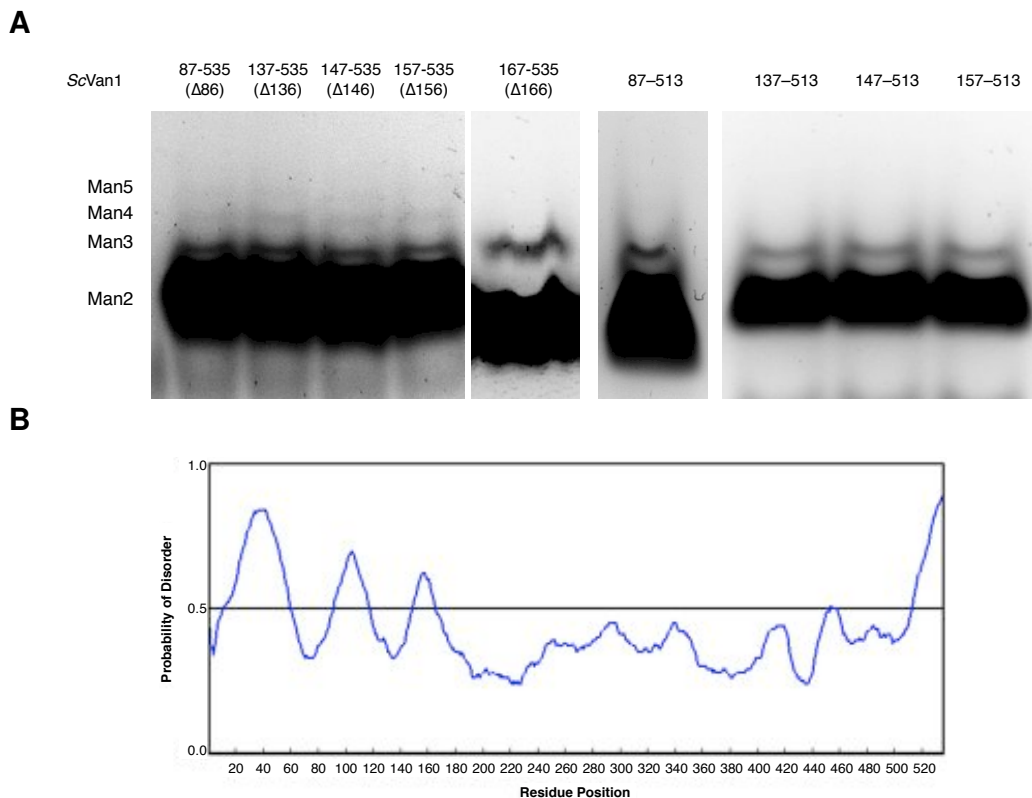 A
ScVan1
87-535 137-535 147-535 157-535 167-535 87–513 137–513 147–513 157–513
(Δ86) (Δ136) (Δ146) (Δ156) (Δ166)
Man5
Man4
Man3
Man2
B
1.0
0.5
0.0
Probability of Disorder
20 40 60 80 100 120 140 160 180 200 220 240 260 280 300 320 340 360 380 400 420 440 460 480 500 520
Residue Position